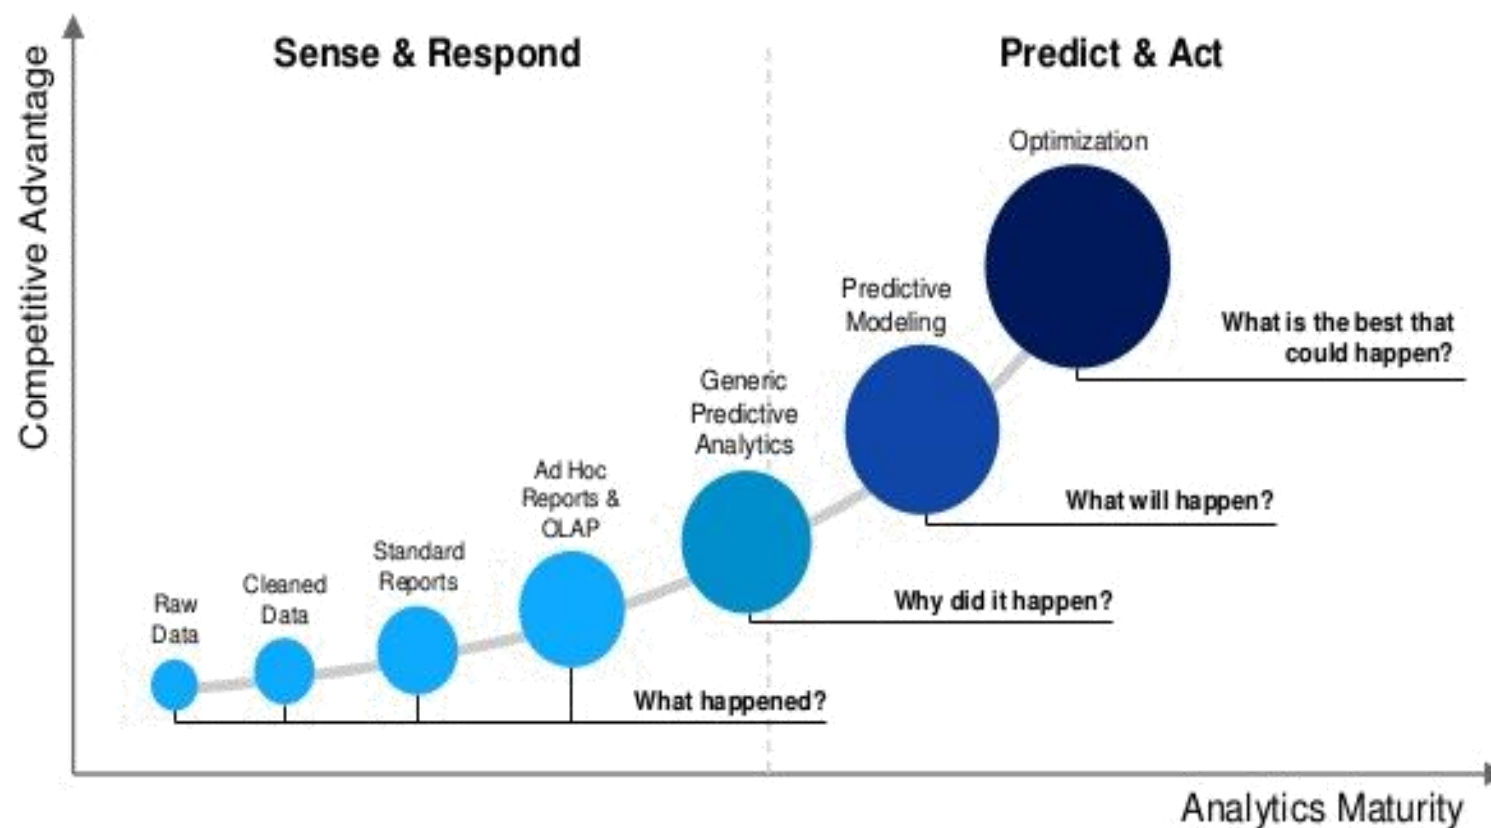 Sense & Respond
Predict & Act
Competitive Advantage
Optimization
Predictive
Modeling
What is the best that
could happen?
Generic
Predictive
Analytics
Ad Hoc
Reports &
OLAP
What will happen?
Standard
Reports
Cleaned
Data
Raw
Data
Why did it happen?
What happened?
Analytics Maturity